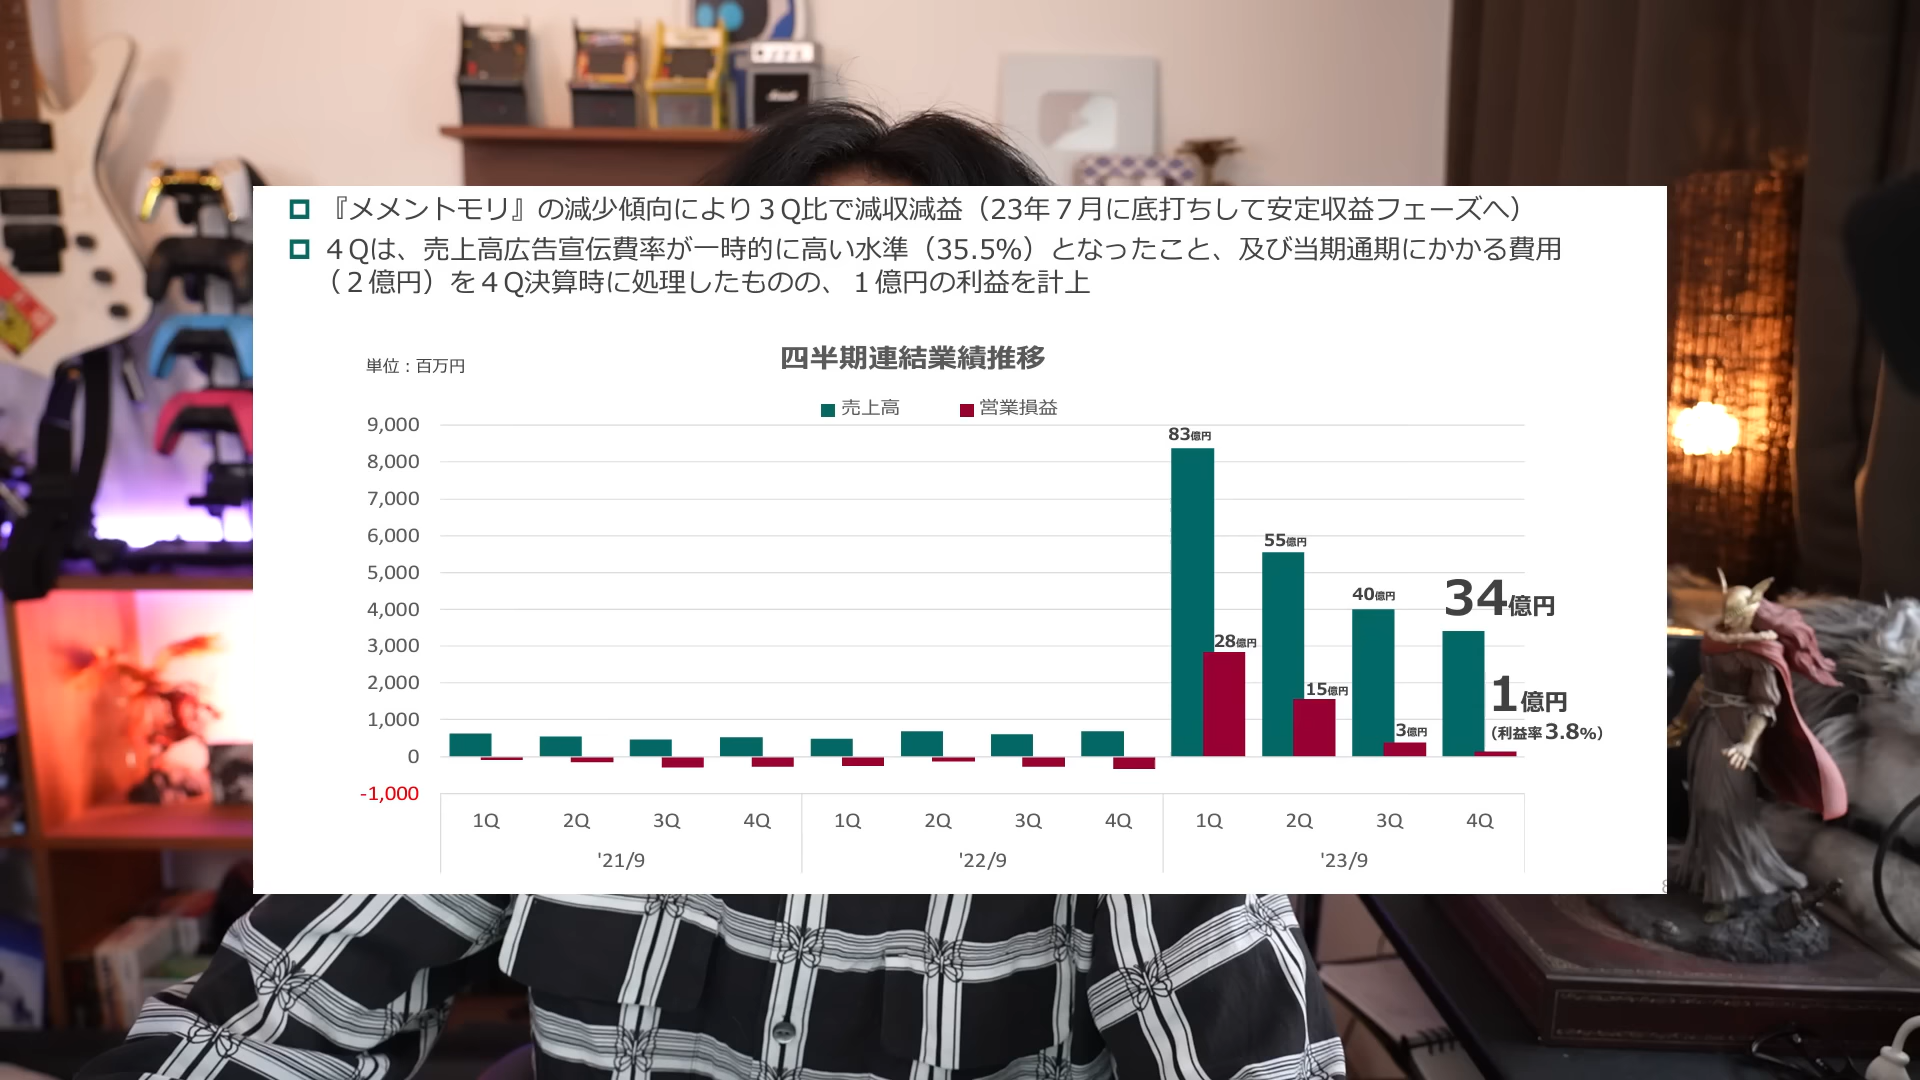 『メメントモリ』の減少傾向により３Q比で減収減益（23年７月に底打ちして安定収益フェーズへ）
４Qは、売上高広告宣伝費率が一時的に高い水準（35.5%）となったこと、及び当期通期にかかる費用
（２億円）を４Q決算時に処理したものの、１億円の利益を計上
四半期連結業績推移
単位：百万円
売上高 営業損益
9,000
8,000
7,000
6,000
5,000
4,000
3,000
2,000
1,000
0
-1,000
83億円
28億円
55億円
15億円
40億円
3億円
34億円
1億円
（利益率3.8%）
1Q 2Q 3Q 4Q 1Q 2Q 3Q 4Q 1Q 2Q 3Q 4Q
'21/9 '22/9 '23/9
Marshall